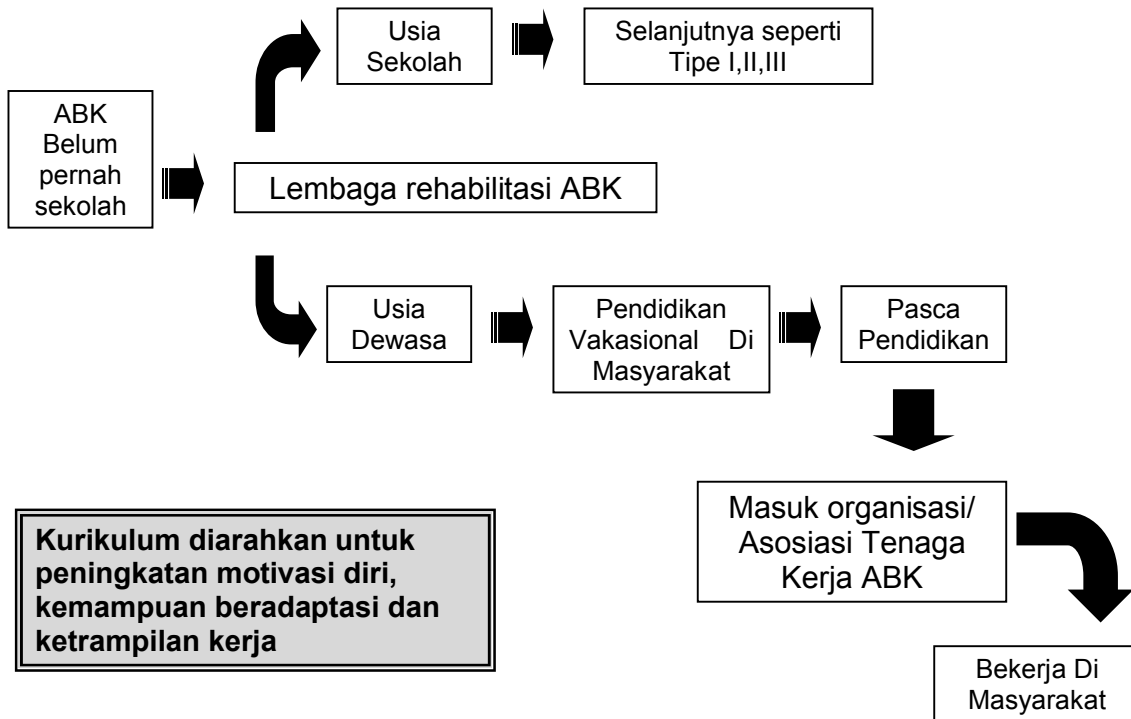 Usia
Sekolah
Selanjutnya seperti
Tipe I,II,III
ABK
Belum
pernah
sekolah
Lembaga rehabilitasi ABK
Usia
Dewasa
Pendidikan
Vakasional Di
Masyarakat
Pasca
Pendidikan
Masuk organisasi/
Asosiasi Tenaga
Kerja ABK
Kurikulum diarahkan untuk
peningkatan motivasi diri,
kemampuan beradaptasi dan
ketrampilan kerja
Bekerja Di
Masyarakat